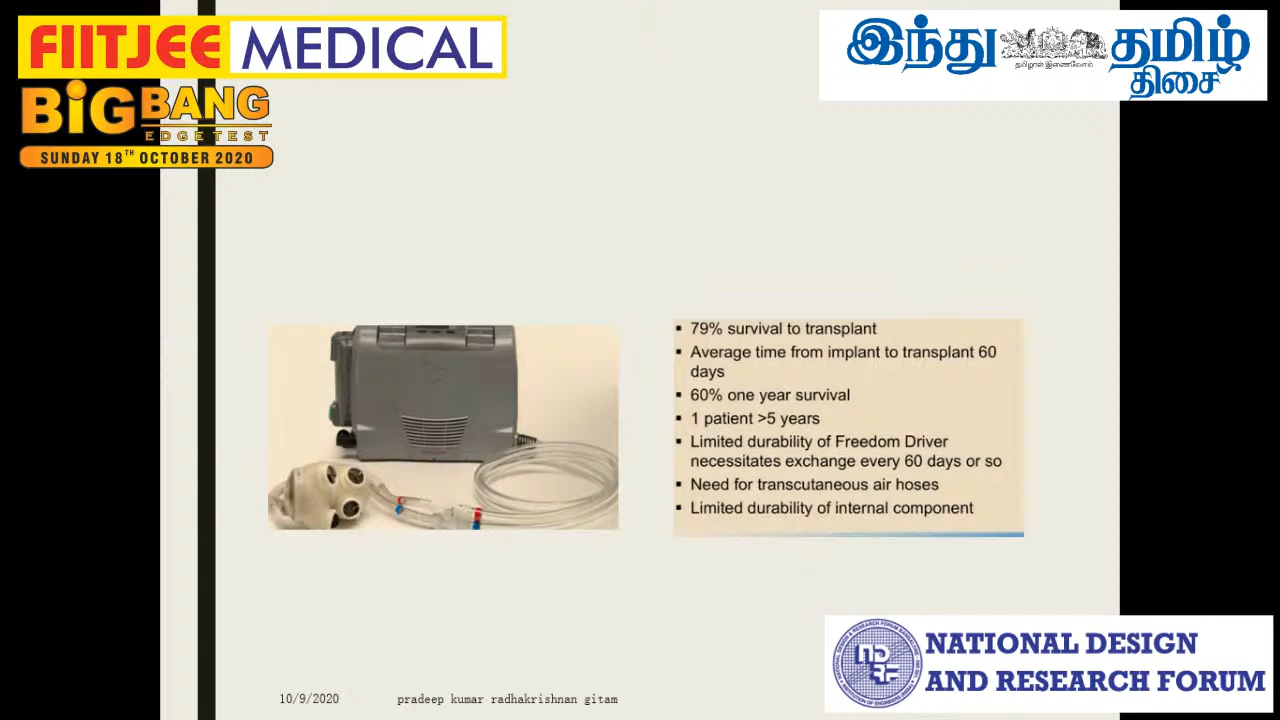 FIITJEE MEDICAL
BIGBANG
EDGE TEST
SUNDAY 18TH OCTOBER 2020
இந்து தமிழ்
தமிழால் இணைவோம்
திசை
▪ 79% survival to transplant
▪ Average time from implant to transplant 60
days
▪ 60% one year survival
▪ 1 patient >5 years
▪ Limited durability of Freedom Driver
necessitates exchange every 60 days or so
▪ Need for transcutaneous air hoses
▪ Limited durability of internal component
NATIONAL DESIGN
AND RESEARCH FORUM
10/9/2020 pradeep kumar radhakrishnan gitam